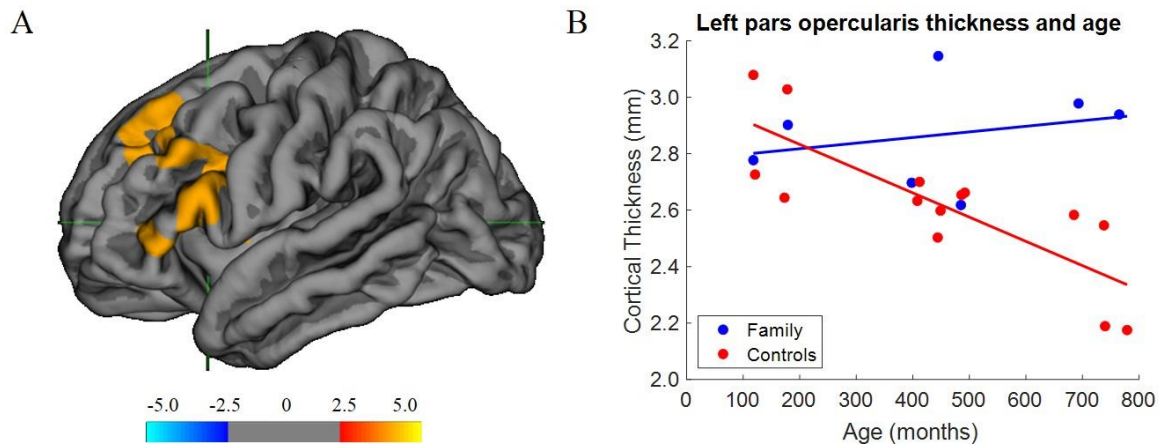 A
-5.0 -2.5 0 2.5 5.0
B
Left pars opercularis thickness and age
Cortical Thickness (mm)
3.2
3.0
2.8
2.6
2.4
2.2
2.0
Family
Controls
0 100 200 300 400 500 600 700 800
Age (months)